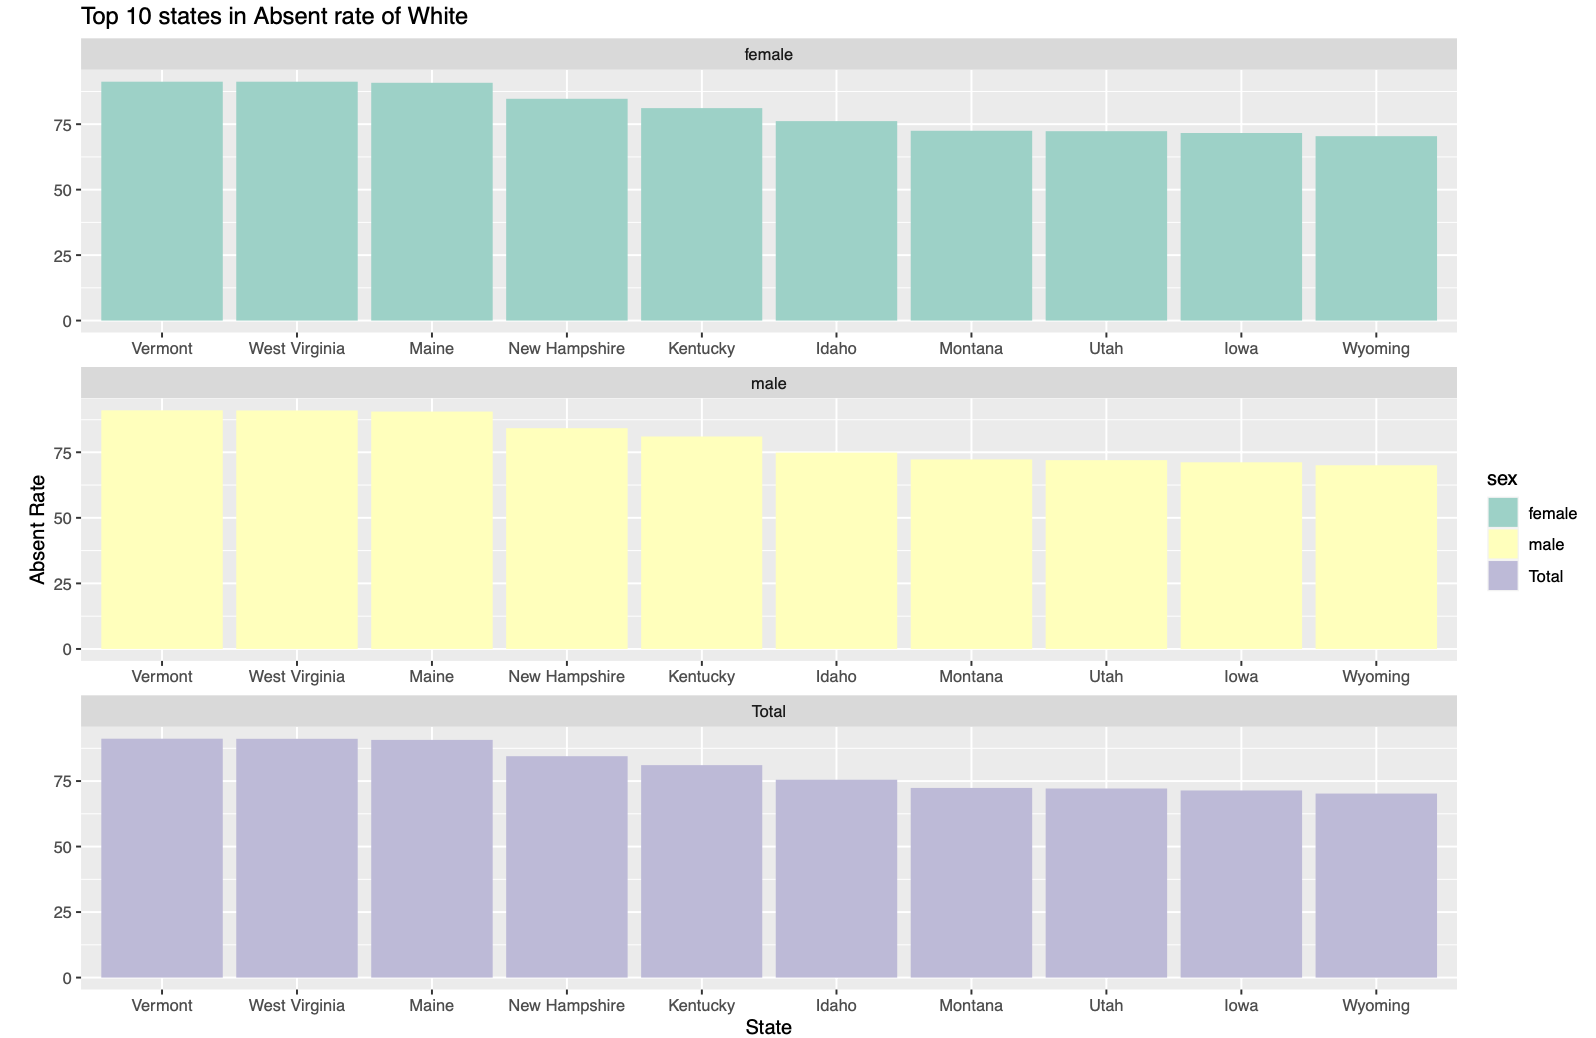 Top 10 states in Absent rate of White
female
75
50
25
0
Vermont West Virginia Maine New Hampshire Kentucky Idaho Montana Utah Iowa Wyoming
male
75
50
25
0
Vermont West Virginia Maine New Hampshire Kentucky Idaho Montana Utah Iowa Wyoming
Total
75
50
25
0
Vermont West Virginia Maine New Hampshire Kentucky Idaho Montana Utah Iowa Wyoming
State
Absent Rate
sex
female
male
Total